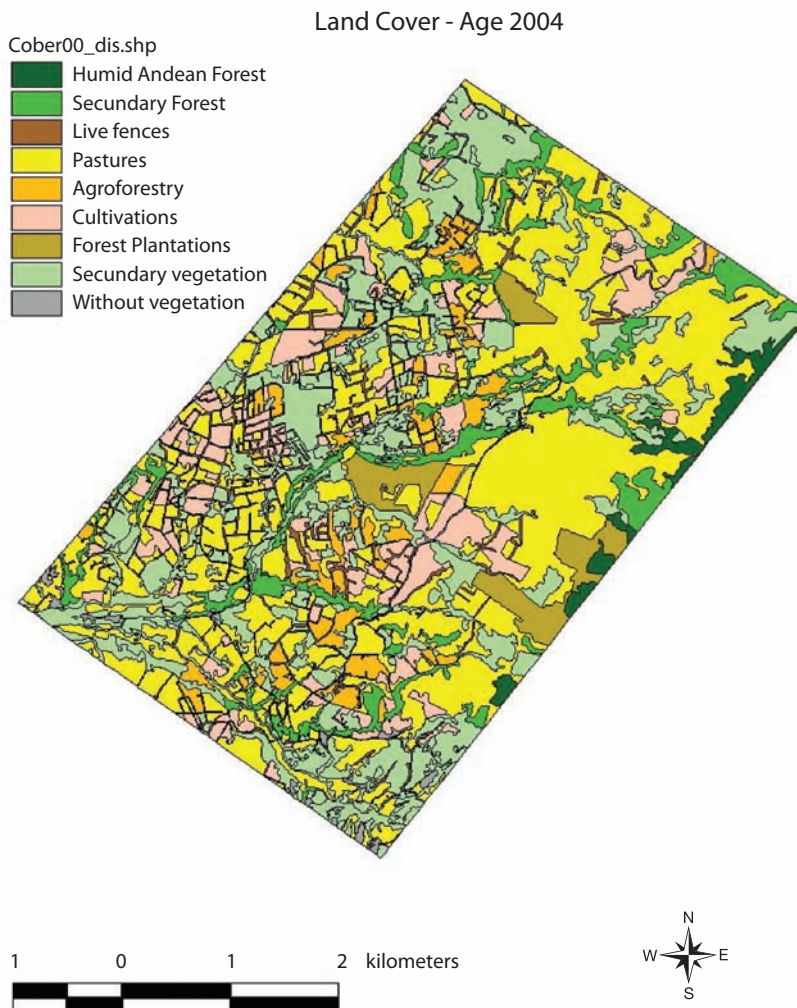 Land Cover - Age 2004
Cober00_dis.shp
Humid Andean Forest
Secundary Forest
Live fences
Pastures
Agroforestry
Cultivations
Forest Plantations
Secundary vegetation
Without vegetation
N
W E
S
1 0 1 2 kilometers